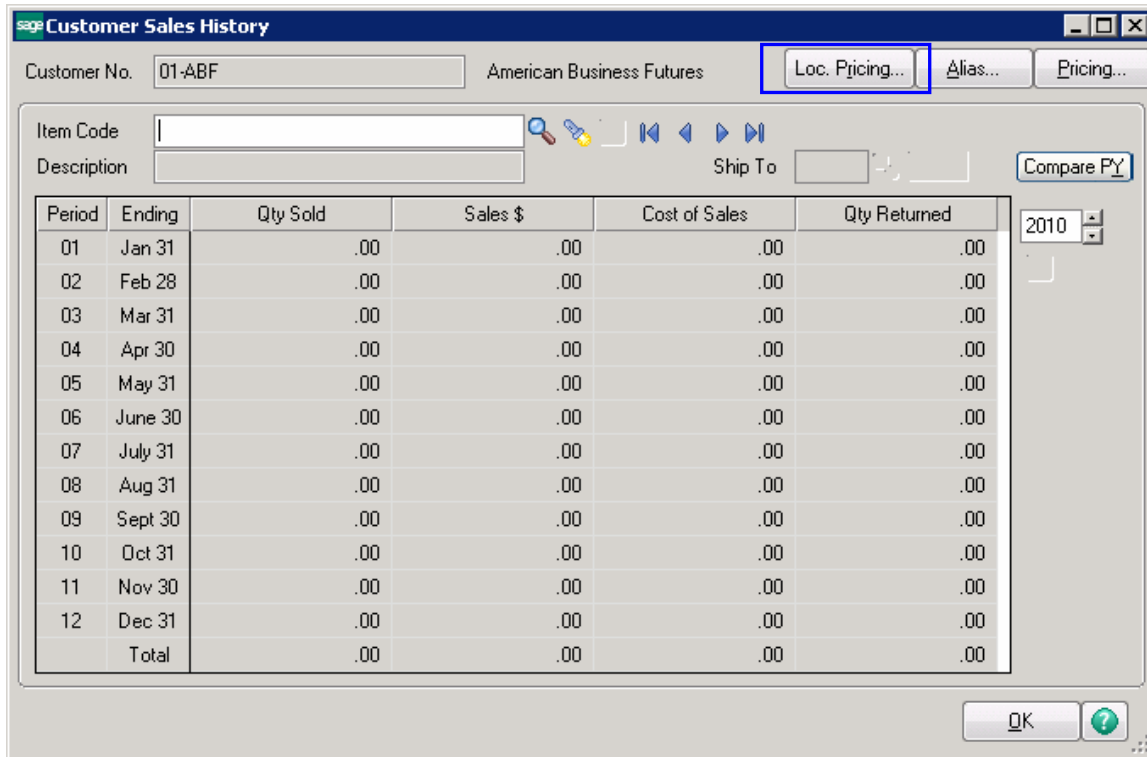 sage Customer Sales History
Customer No. 01-ABF American Business Futures Loc. Pricing... Alias... Pricing...
Item Code
Description Ship To Compare PY
Period Ending Qty Sold Sales $ Cost of Sales Qty Returned 2010
01 Jan 31 .00 .00 .00 .00
02 Feb 28 .00 .00 .00 .00
03 Mar 31 .00 .00 .00 .00
04 Apr 30 .00 .00 .00 .00
05 May 31 .00 .00 .00 .00
06 June 30 .00 .00 .00 .00
07 July 31 .00 .00 .00 .00
08 Aug 31 .00 .00 .00 .00
09 Sept 30 .00 .00 .00 .00
10 Oct 31 .00 .00 .00 .00
11 Nov 30 .00 .00 .00 .00
12 Dec 31 .00 .00 .00 .00
Total .00 .00 .00 .00
OK ?